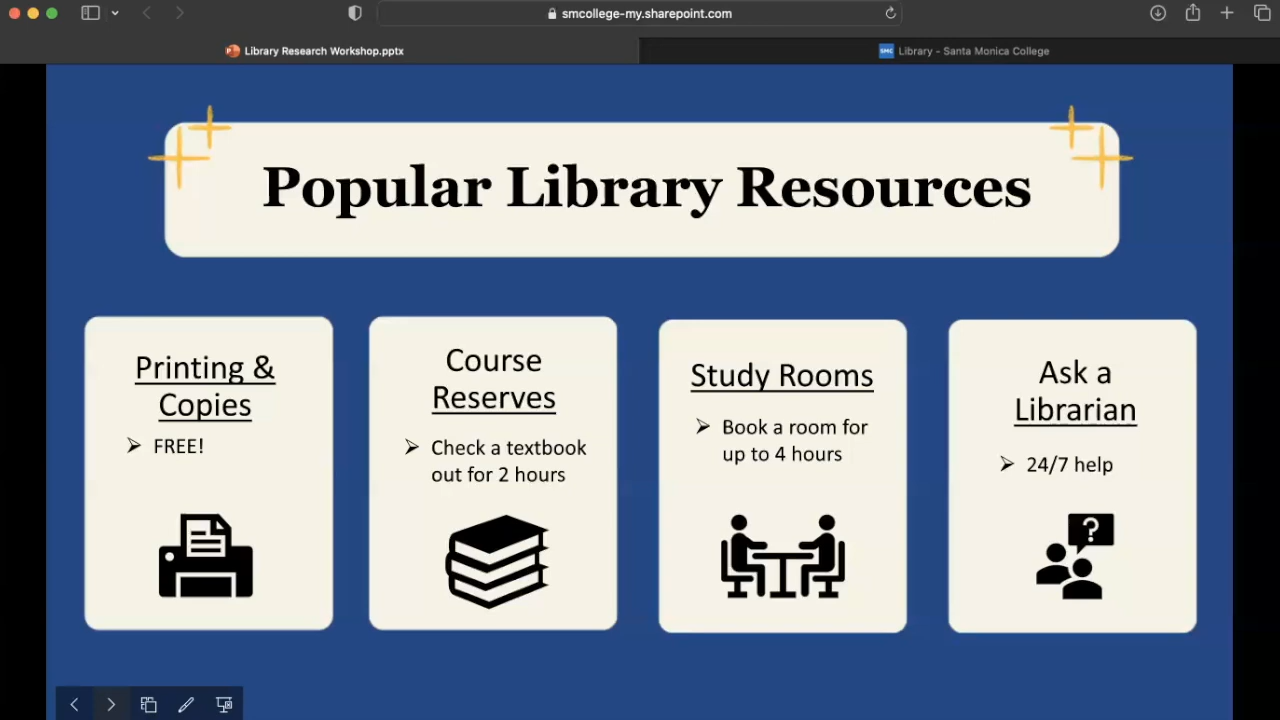 smcollege-my.sharepoint.com
Library Research Workshop.pptx
SMC Library - Santa Monica College
Popular Library Resources
Printing &
Copies
➢ FREE!
Course
Reserves
➢ Check a textbook
out for 2 hours
Study Rooms
➢ Book a room for
up to 4 hours
Ask a
Librarian
➢ 24/7 help
?